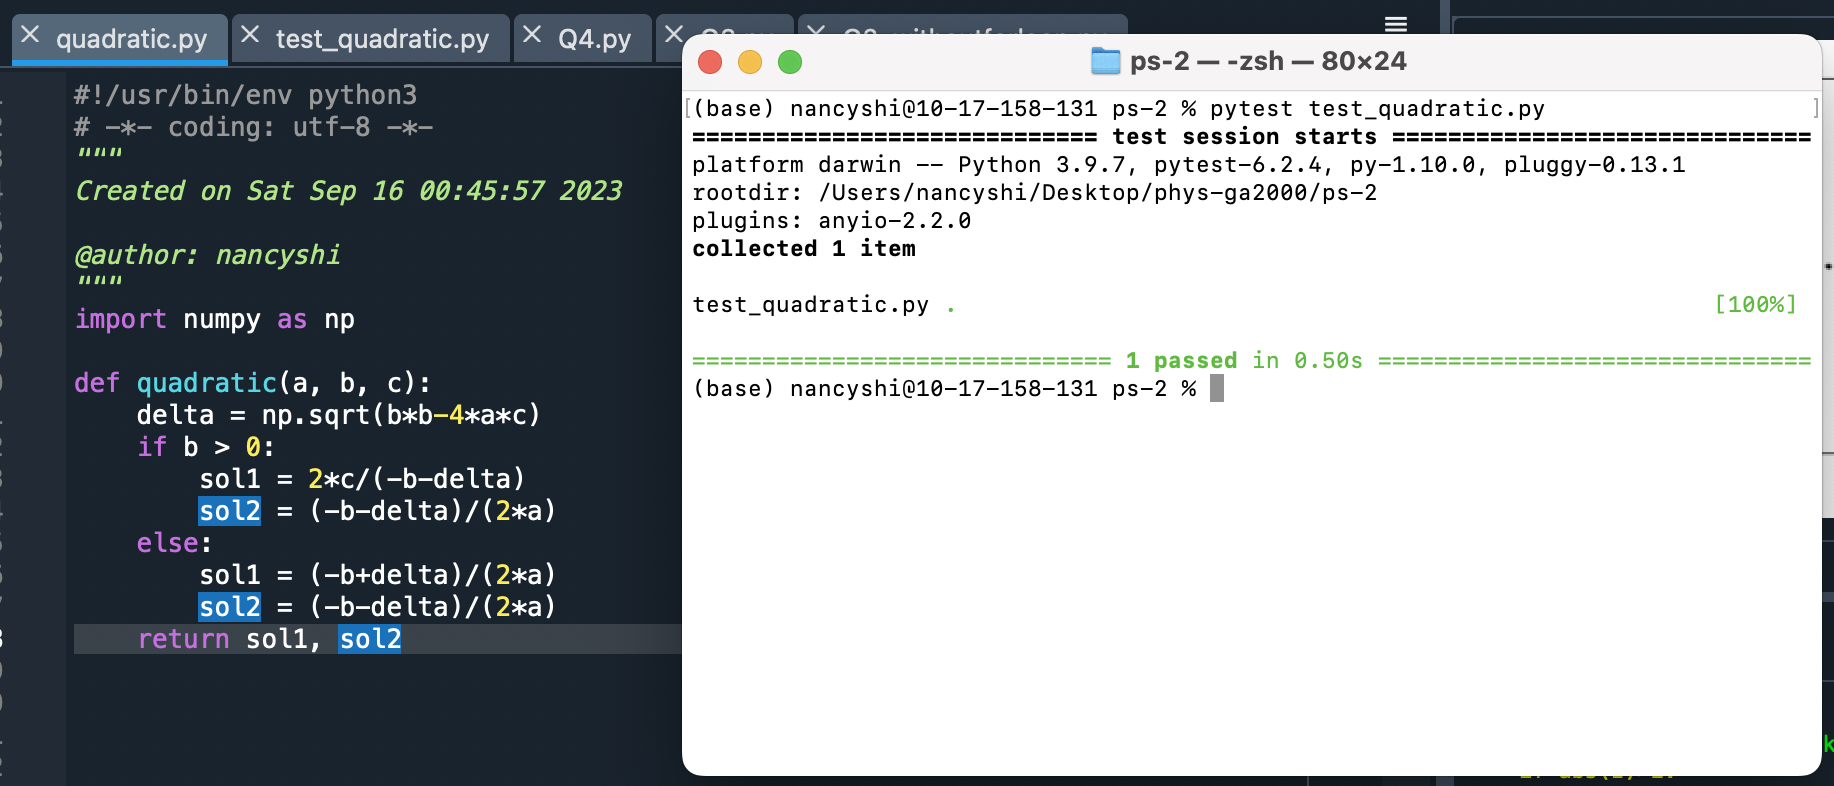 quadratic.py
test_quadratic.py
Q4.py
#!/usr/bin/env python3
# -*- coding: utf-8 -*-
"""
Created on Sat Sep 16 00:45:57 2023
@author: nancyshi
"""
import numpy as np
def quadratic(a, b, c):
delta = np.sqrt(b*b-4*a*c)
if b > 0:
sol1 = 2*c/(-b-delta)
sol2 = (-b-delta)/(2*a)
else:
sol1 = (-b+delta)/(2*a)
sol2 = (-b-delta)/(2*a)
return sol1, sol2
ps-2 — -zsh — 80×24
[(base) nancyshi@10-17-158-131 ps-2 % pytest test_quadratic.py ]
============================= test session starts ==============================
platform darwin -- Python 3.9.7, pytest-6.2.4, py-1.10.0, pluggy-0.13.1
rootdir: /Users/nancyshi/Desktop/phys-ga2000/ps-2
plugins: anyio-2.2.0
collected 1 item
test_quadratic.py . [100%]
============================== 1 passed in 0.50s ===============================
(base) nancyshi@10-17-158-131 ps-2 %